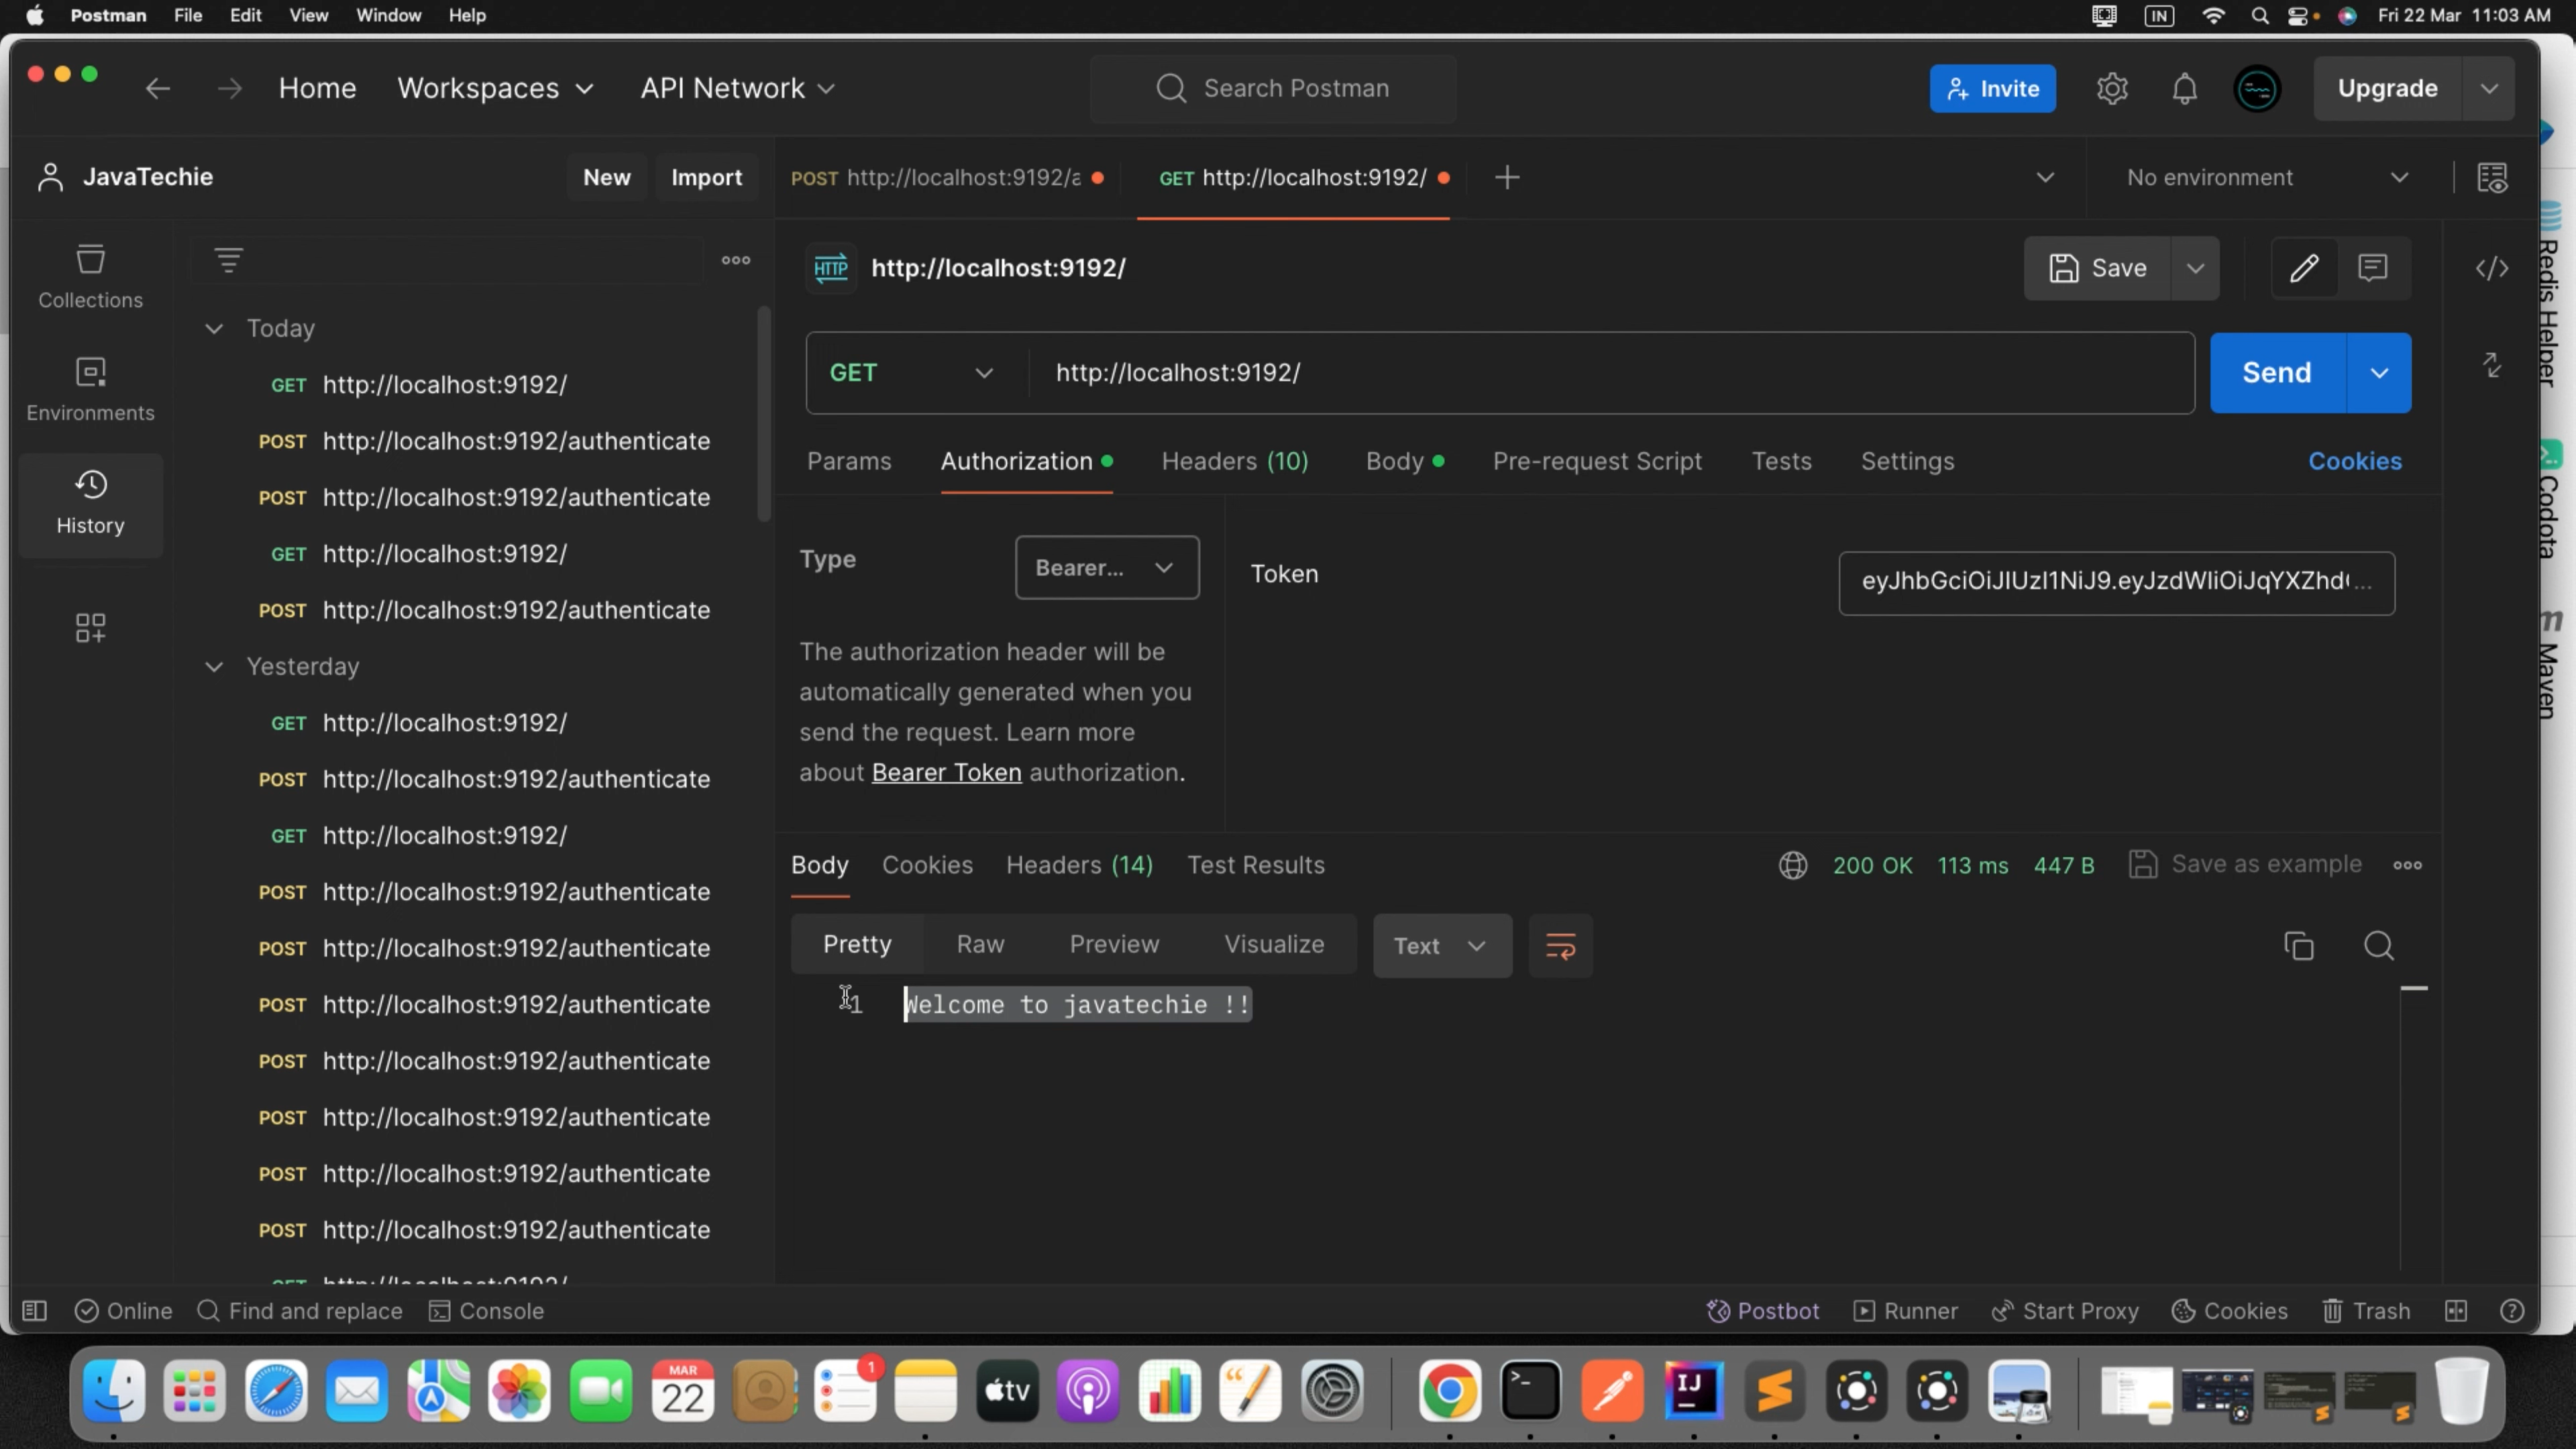 Postman File Edit View Window Help
IN Fri 22 Mar 11:03 AM
Home Workspaces API Network
Search Postman
Invite
Upgrade
JavaTechie
New Import
POST http://localhost:9192/a
GET http://localhost:9192/
No environment
Collections
Environments
History
Today
GET http://localhost:9192/
POST http://localhost:9192/authenticate
POST http://localhost:9192/authenticate
GET http://localhost:9192/
POST http://localhost:9192/authenticate
Yesterday
GET http://localhost:9192/
POST http://localhost:9192/authenticate
GET http://localhost:9192/
POST http://localhost:9192/authenticate
POST http://localhost:9192/authenticate
POST http://localhost:9192/authenticate
POST http://localhost:9192/authenticate
POST http://localhost:9192/authenticate
POST http://localhost:9192/authenticate
POST http://localhost:9192/authenticate
GET http://localhost:9192/
HTTP http://localhost:9192/
Save
GET http://localhost:9192/
Send
Params Authorization Headers (10) Body Pre-request Script Tests Settings Cookies
Type Bearer...
The authorization header will be
automatically generated when you
send the request. Learn more
about Bearer Token authorization.
Token
Body Cookies Headers (14) Test Results
200 OK 113 ms 447 B Save as example
Pretty Raw Preview Visualize Text
1 Welcome to javatechie !!
Redis Helper
Codota
m Maven
Online Find and replace Console
Postbot Runner Start Proxy Cookies Trash
MAR
22
1
tv
IJ